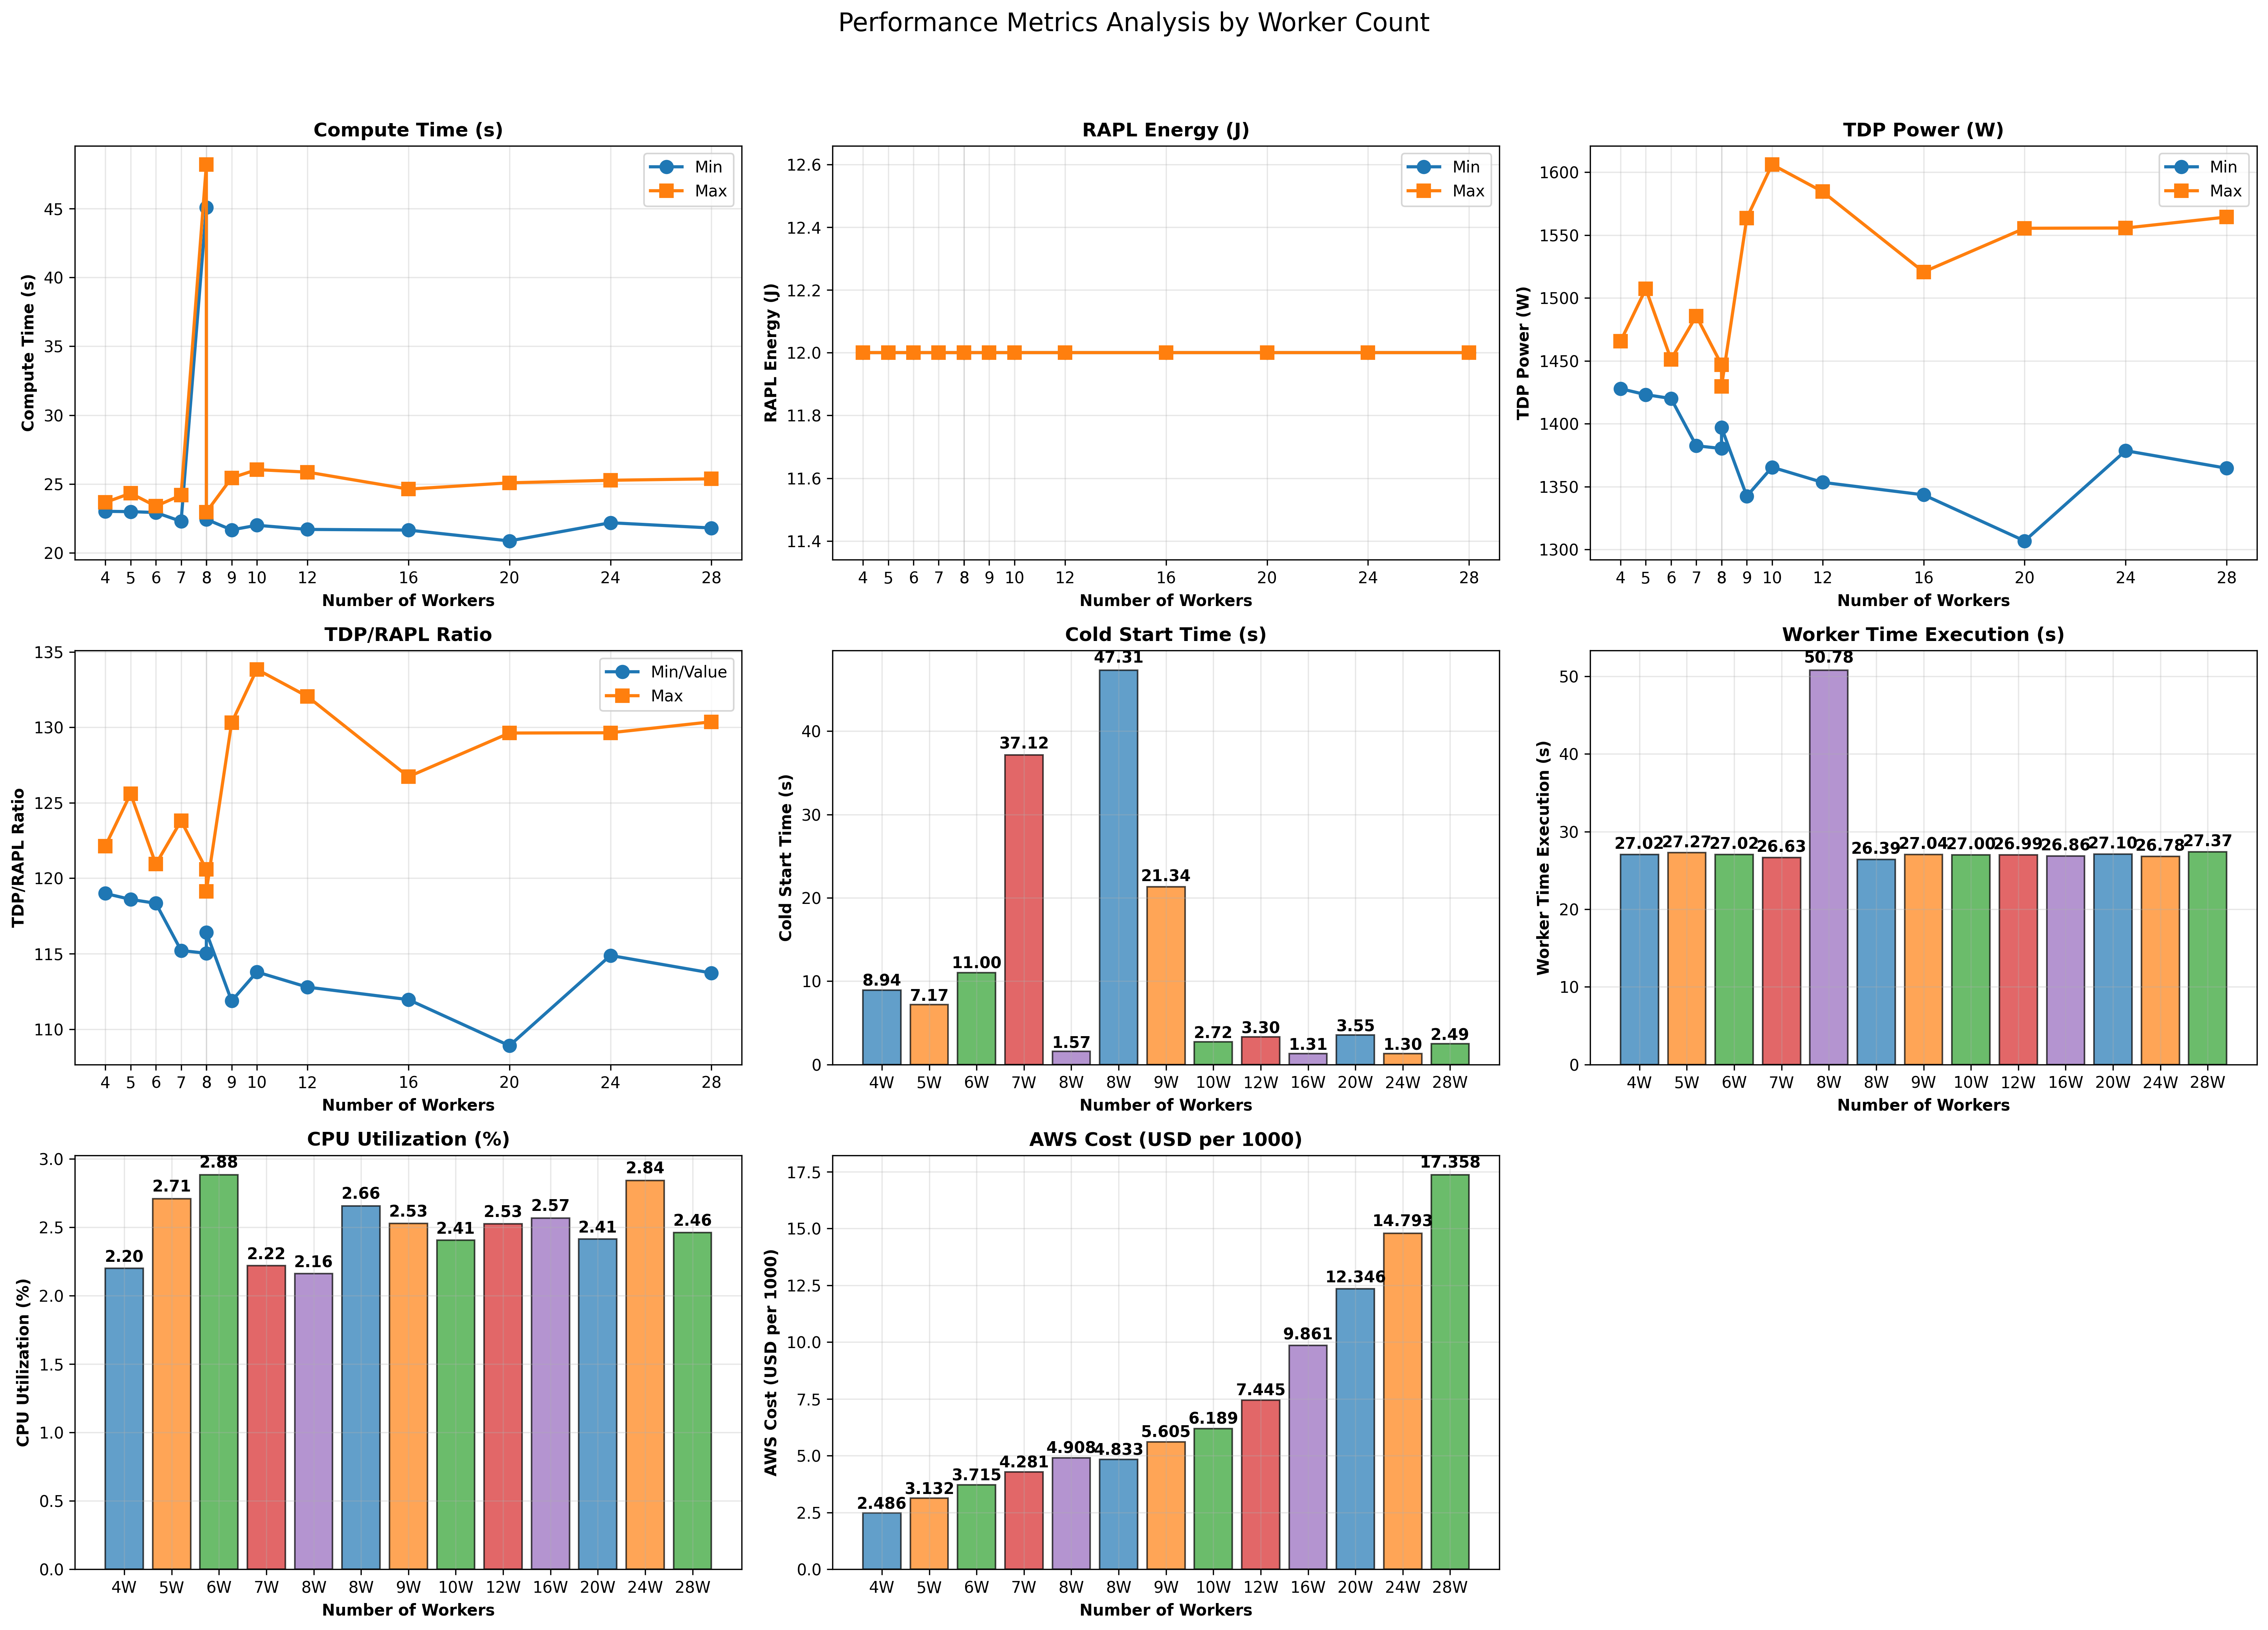 Performance Metrics Analysis by Worker Count
Compute Time (s)
Compute Time (s)
45
40
35
30
25
20
Min
Max
4 5 6 7 8 9 10 12 16 20 24 28
Number of Workers
RAPL Energy (J)
RAPL Energy (J)
12.6
12.4
12.2
12.0
11.8
11.6
11.4
Min
Max
4 5 6 7 8 9 10 12 16 20 24 28
Number of Workers
TDP Power (W)
TDP Power (W)
1600
1550
1500
1450
1400
1350
1300
Min
Max
4 5 6 7 8 9 10 12 16 20 24 28
Number of Workers
TDP/RAPL Ratio
TDP/RAPL Ratio
135
130
125
120
115
110
Min/Value
Max
4 5 6 7 8 9 10 12 16 20 24 28
Number of Workers
Cold Start Time (s)
Cold Start Time (s)
40
30
20
10
0
8.94 7.17 11.00 37.12 1.57 47.31 21.34 2.72 3.30 1.31 3.55 1.30 2.49
4W 5W 6W 7W 8W 8W 9W 10W 12W 16W 20W 24W 28W
Number of Workers
Worker Time Execution (s)
Worker Time Execution (s)
50
40
30
20
10
0
27.02 27.27 27.02 26.63 50.78 26.39 27.04 27.00 26.99 26.86 27.10 26.78 27.37
4W 5W 6W 7W 8W 8W 9W 10W 12W 16W 20W 24W 28W
Number of Workers
CPU Utilization (%)
CPU Utilization (%)
3.0
2.5
2.0
1.5
1.0
0.5
0.0
2.20 2.71 2.88 2.22 2.16 2.66 2.53 2.41 2.53 2.57 2.41 2.84 2.46
4W 5W 6W 7W 8W 8W 9W 10W 12W 16W 20W 24W 28W
Number of Workers
AWS Cost (USD per 1000)
AWS Cost (USD per 1000)
17.5
15.0
12.5
10.0
7.5
5.0
2.5
0.0
2.486 3.132 3.715 4.281 4.908 4.833 5.605 6.189 7.445 9.861 12.346 14.793 17.358
4W 5W 6W 7W 8W 8W 9W 10W 12W 16W 20W 24W 28W
Number of Workers